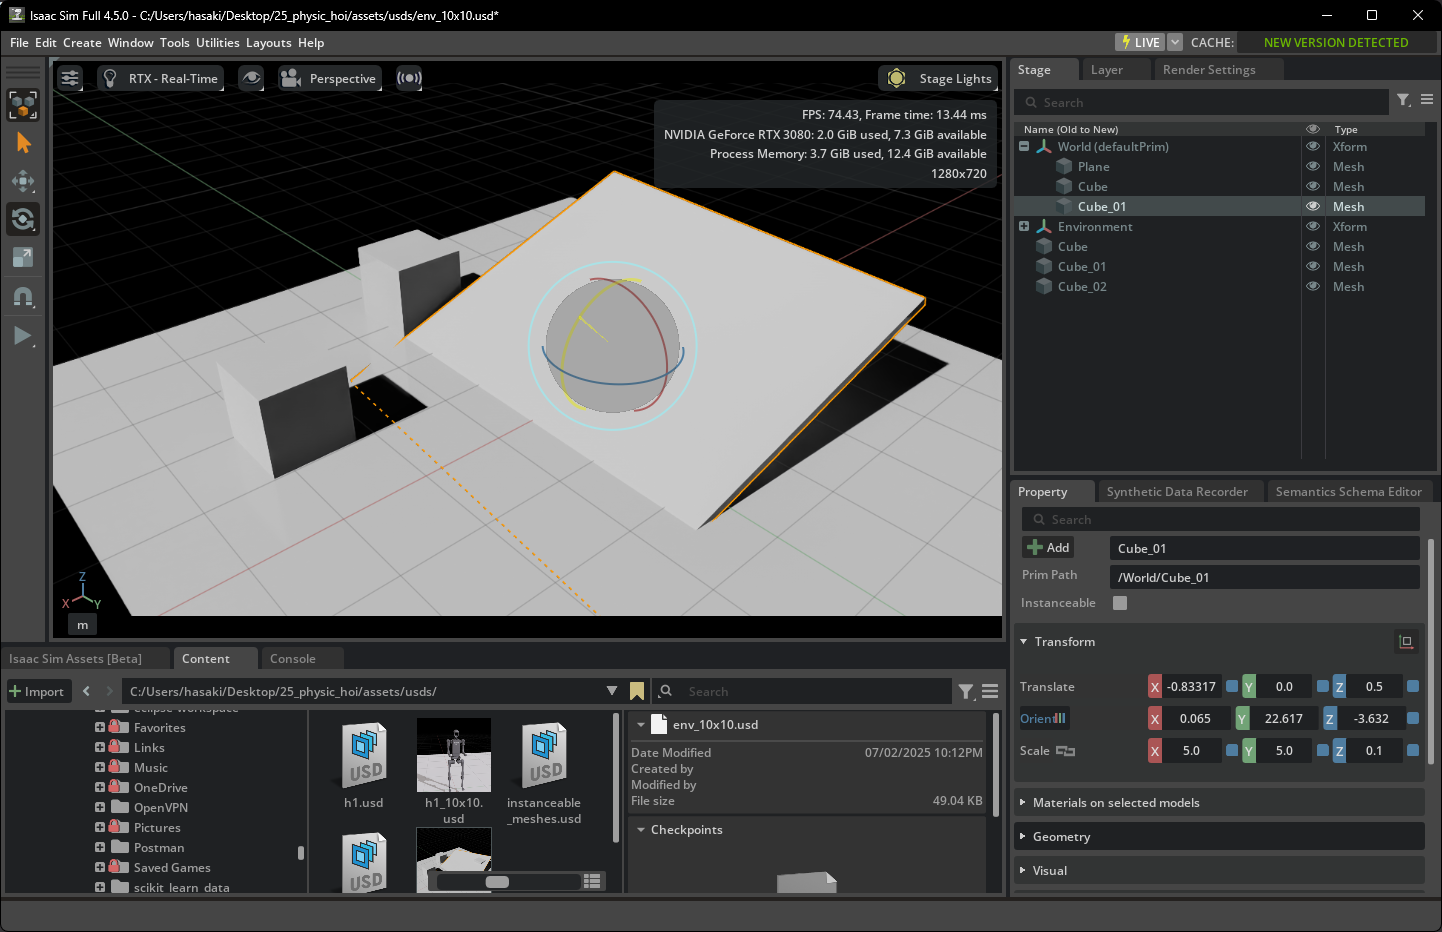 Isaac Sim Full 4.5.0 - C:/Users/hasaki/Desktop/25_physic_hoi/assets/usds/env_10x10.usd*
File Edit Create Window Tools Utilities Layouts Help
LIVE CACHE: NEW VERSION DETECTED
RTX - Real-Time
Perspective
Stage Lights
FPS: 74.43, Frame time: 13.44 ms
NVIDIA GeForce RTX 3080: 2.0 GiB used, 7.3 GiB available
Process Memory: 3.7 GiB used, 12.4 GiB available
1280x720
Z
X Y
m
Stage Layer Render Settings
Search
Name (Old to New) Type
World (defaultPrim) Xform
Plane Mesh
Cube Mesh
Cube_01 Mesh
Environment Xform
Cube Mesh
Cube_01 Mesh
Cube_02 Mesh
Property Synthetic Data Recorder Semantics Schema Editor
Search
Add Cube_01
Prim Path /World/Cube_01
Instanceable
Transform
Translate X -0.83317 Y 0.0 Z 0.5
Orient X 0.065 Y 22.617 Z -3.632
Scale X 5.0 Y 5.0 Z 0.1
Materials on selected models
Geometry
Visual
Isaac Sim Assets [Beta] Content Console
Import C:/Users/hasaki/Desktop/25_physic_hoi/assets/usds/ Search
eclipse-workspace
Favorites
Links
Music
OneDrive
OpenVPN
Pictures
Postman
Saved Games
scikit_learn_data
USD
h1.usd
h1_10x10.
usd
USD
instanceable
_meshes.usd
USD
env_10x10.usd
Date Modified 07/02/2025 10:12PM
Created by
Modified by
File size 49.04 KB
Checkpoints